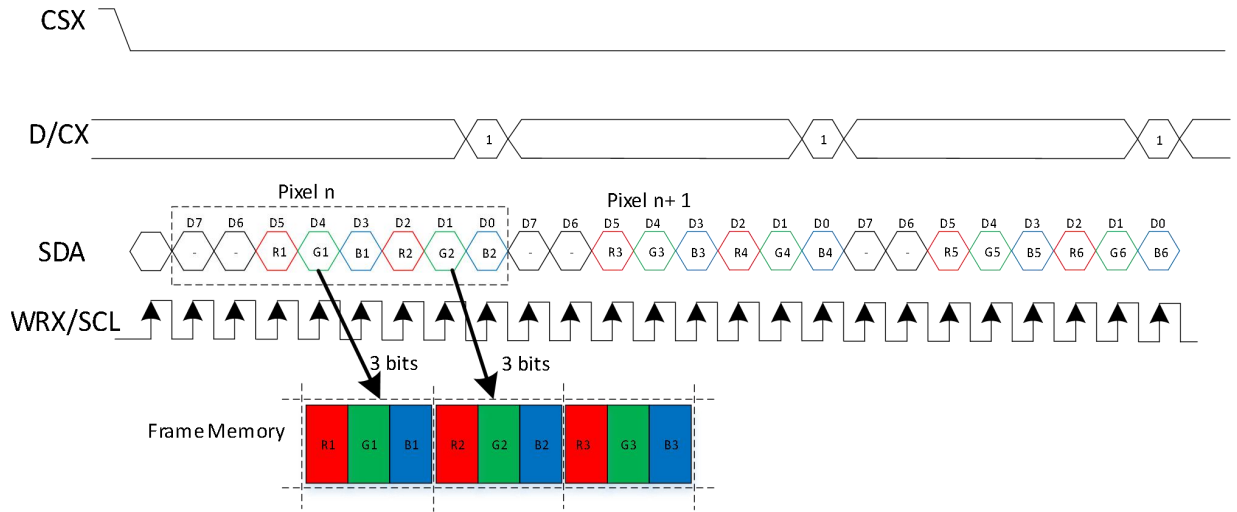 CSX
D/CX 1 1 1
Pixel n Pixel n+ 1
D7 D6 D5 D4 D3 D2 D1 D0 D7 D6 D5 D4 D3 D2 D1 D0 D7 D6 D5 D4 D3 D2 D1 D0
SDA - - R1 G1 B1 R2 G2 B2 - - R3 G3 B3 R4 G4 B4 - - R5 G5 B5 R6 G6 B6
WRX/SCL
3 bits 3 bits
Frame Memory R1 G1 B1 R2 G2 B2 R3 G3 B3